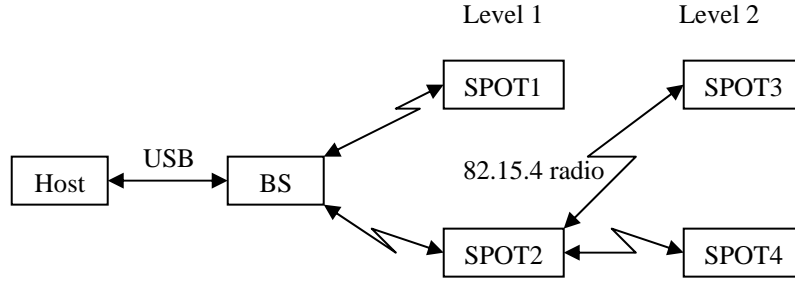 Level 1
Level 2
SPOT1
SPOT3
USB
82.15.4 radio
Host
BS
SPOT2
SPOT4